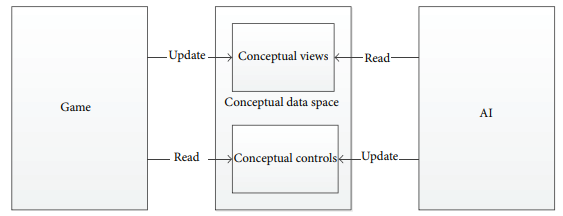 Update
Conceptual views
Read
Conceptual data space
Game
AI
Read
Conceptual controls
Update